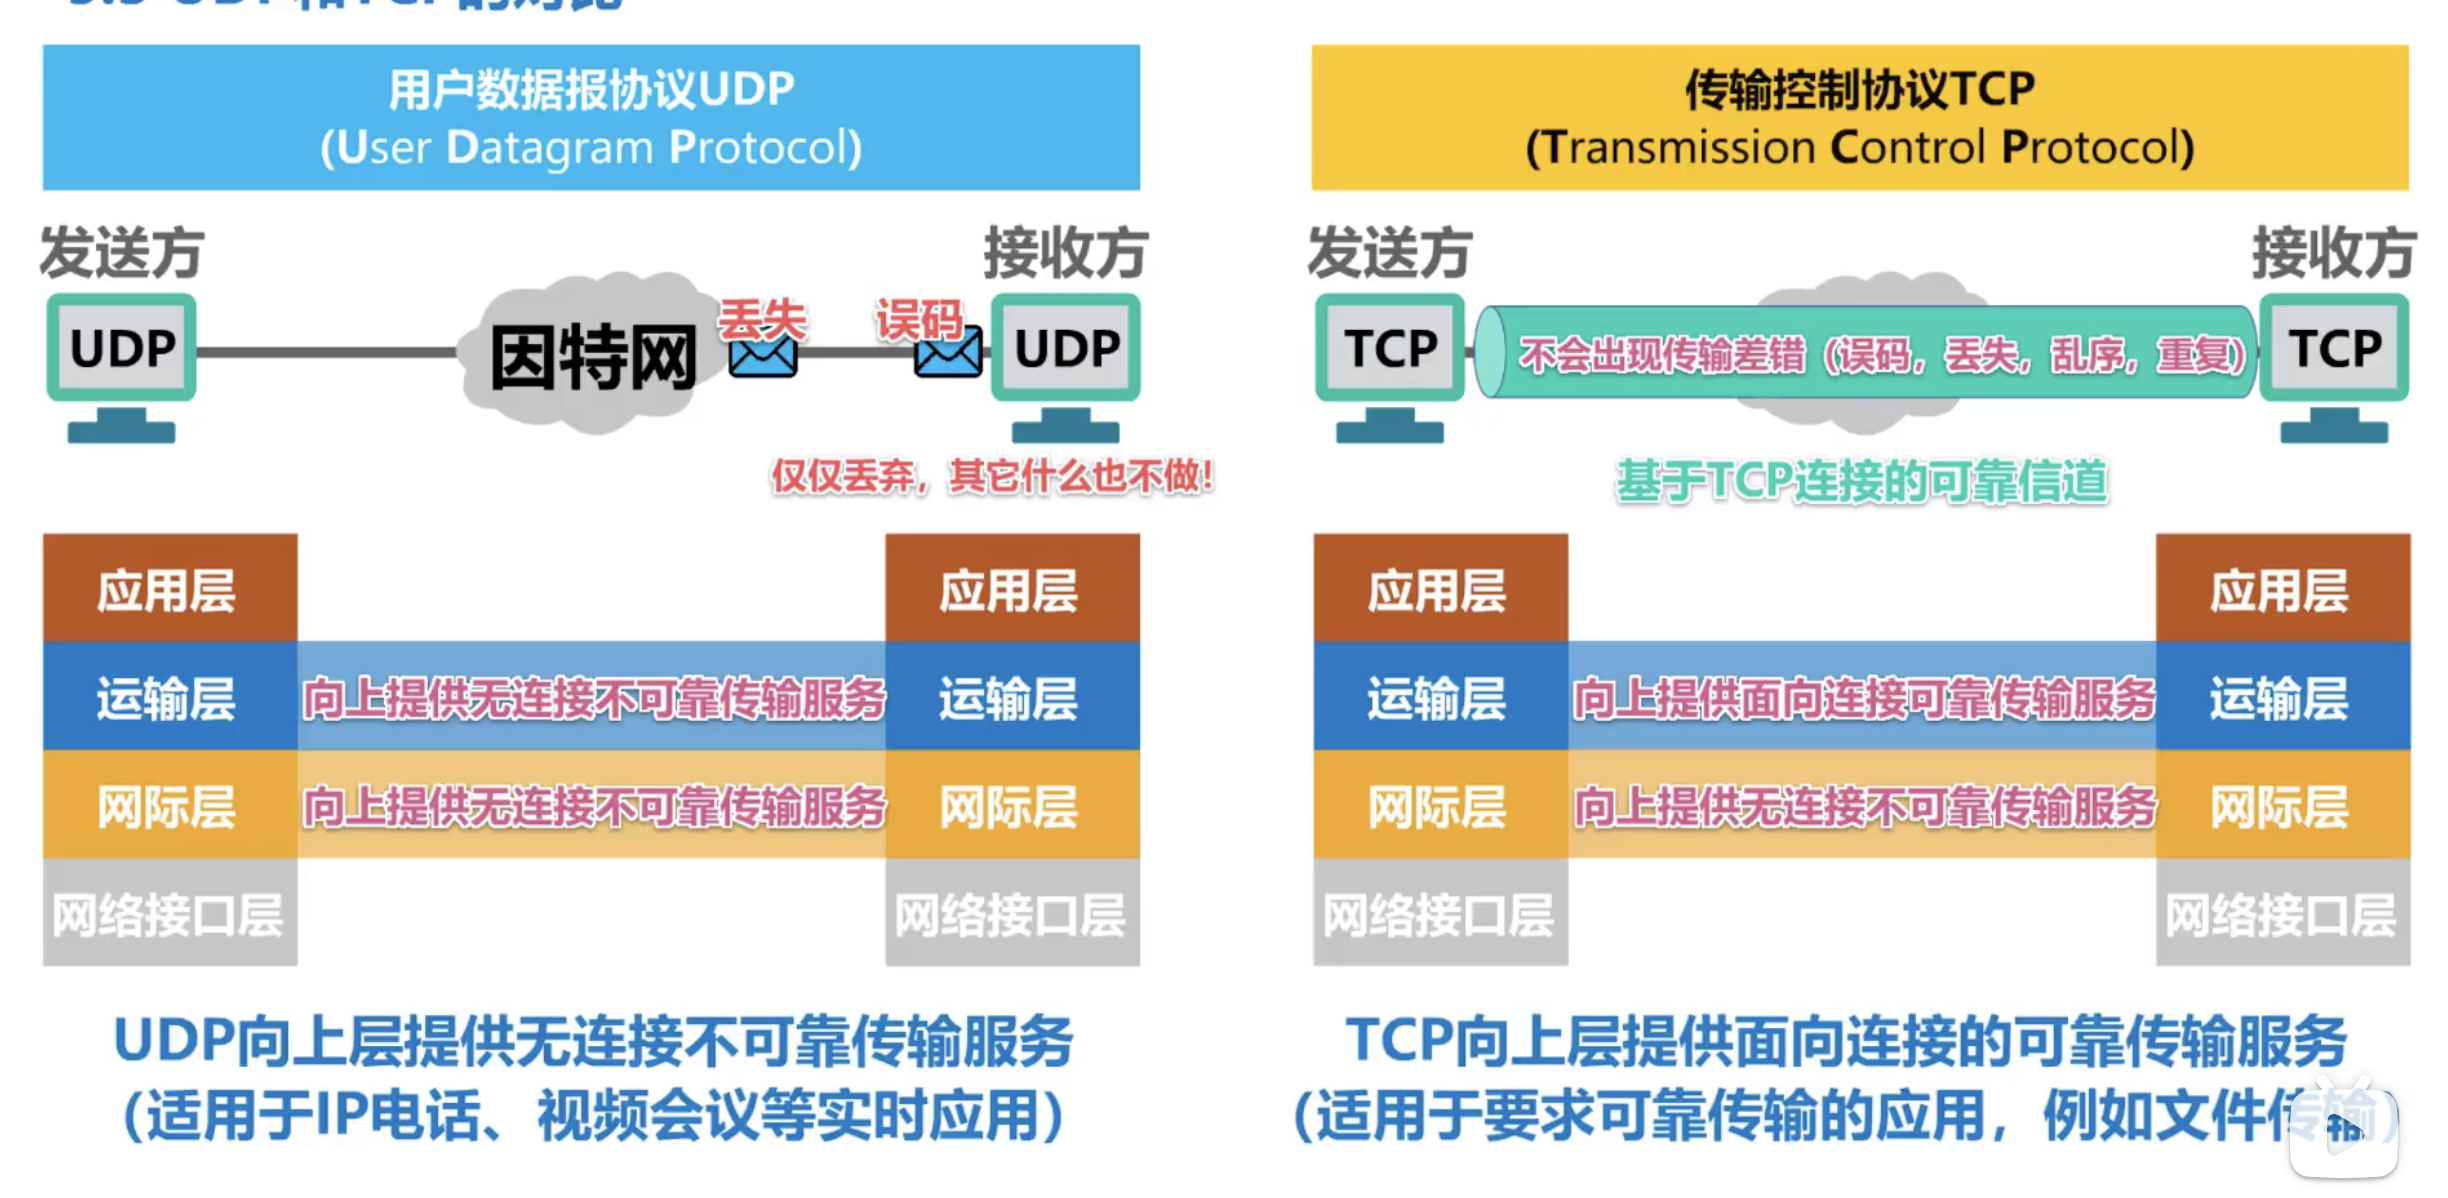 UDP和TCP的对比
用户数据报协议UDP
(User Datagram Protocol)
发送方
接收方
UDP
因特网
丢失
误码
UDP
仅仅丢弃，其它什么也不做！
应用层
应用层
运输层
向上提供无连接不可靠传输服务
运输层
网际层
向上提供无连接不可靠传输服务
网际层
网络接口层
网络接口层
UDP向上层提供无连接不可靠传输服务
（适用于IP电话、视频会议等实时应用）
传输控制协议TCP
(Transmission Control Protocol)
发送方
接收方
TCP
不会出现传输差错（误码，丢失，乱序，重复）
TCP
基于TCP连接的可靠信道
应用层
应用层
运输层
向上提供面向连接可靠传输服务
运输层
网际层
向上提供无连接不可靠传输服务
网际层
网络接口层
网络接口层
TCP向上层提供面向连接的可靠传输服务
（适用于要求可靠传输的应用，例如文件传输）